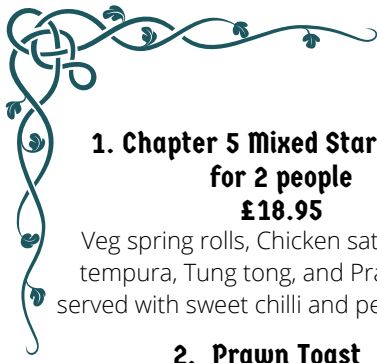 1. Chapter 5 Mixed Star
for 2 people
£18.95
Veg spring rolls, Chicken sat
tempura, Tung tong, and Pra
served with sweet chilli and pe
2. Prawn Toast